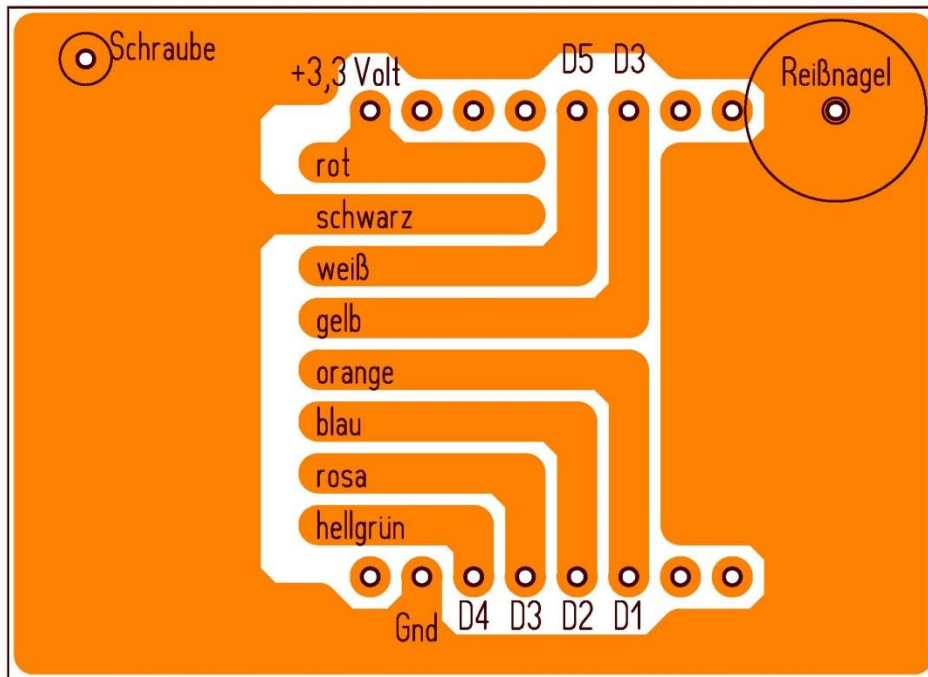 Schraube
+3,3 Volt
D5 D3
Reißnagel
rot
schwarz
weiß
gelb
orange
blau
rosa
hellgrün
Gnd D4 D3 D2 D1